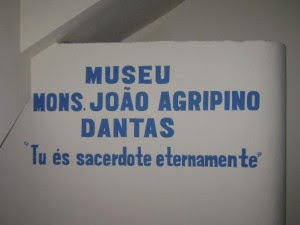 MUSEU
MONS. JOÃO AGRIPINO
DANTAS
"Tu és sacerdote eternamente"